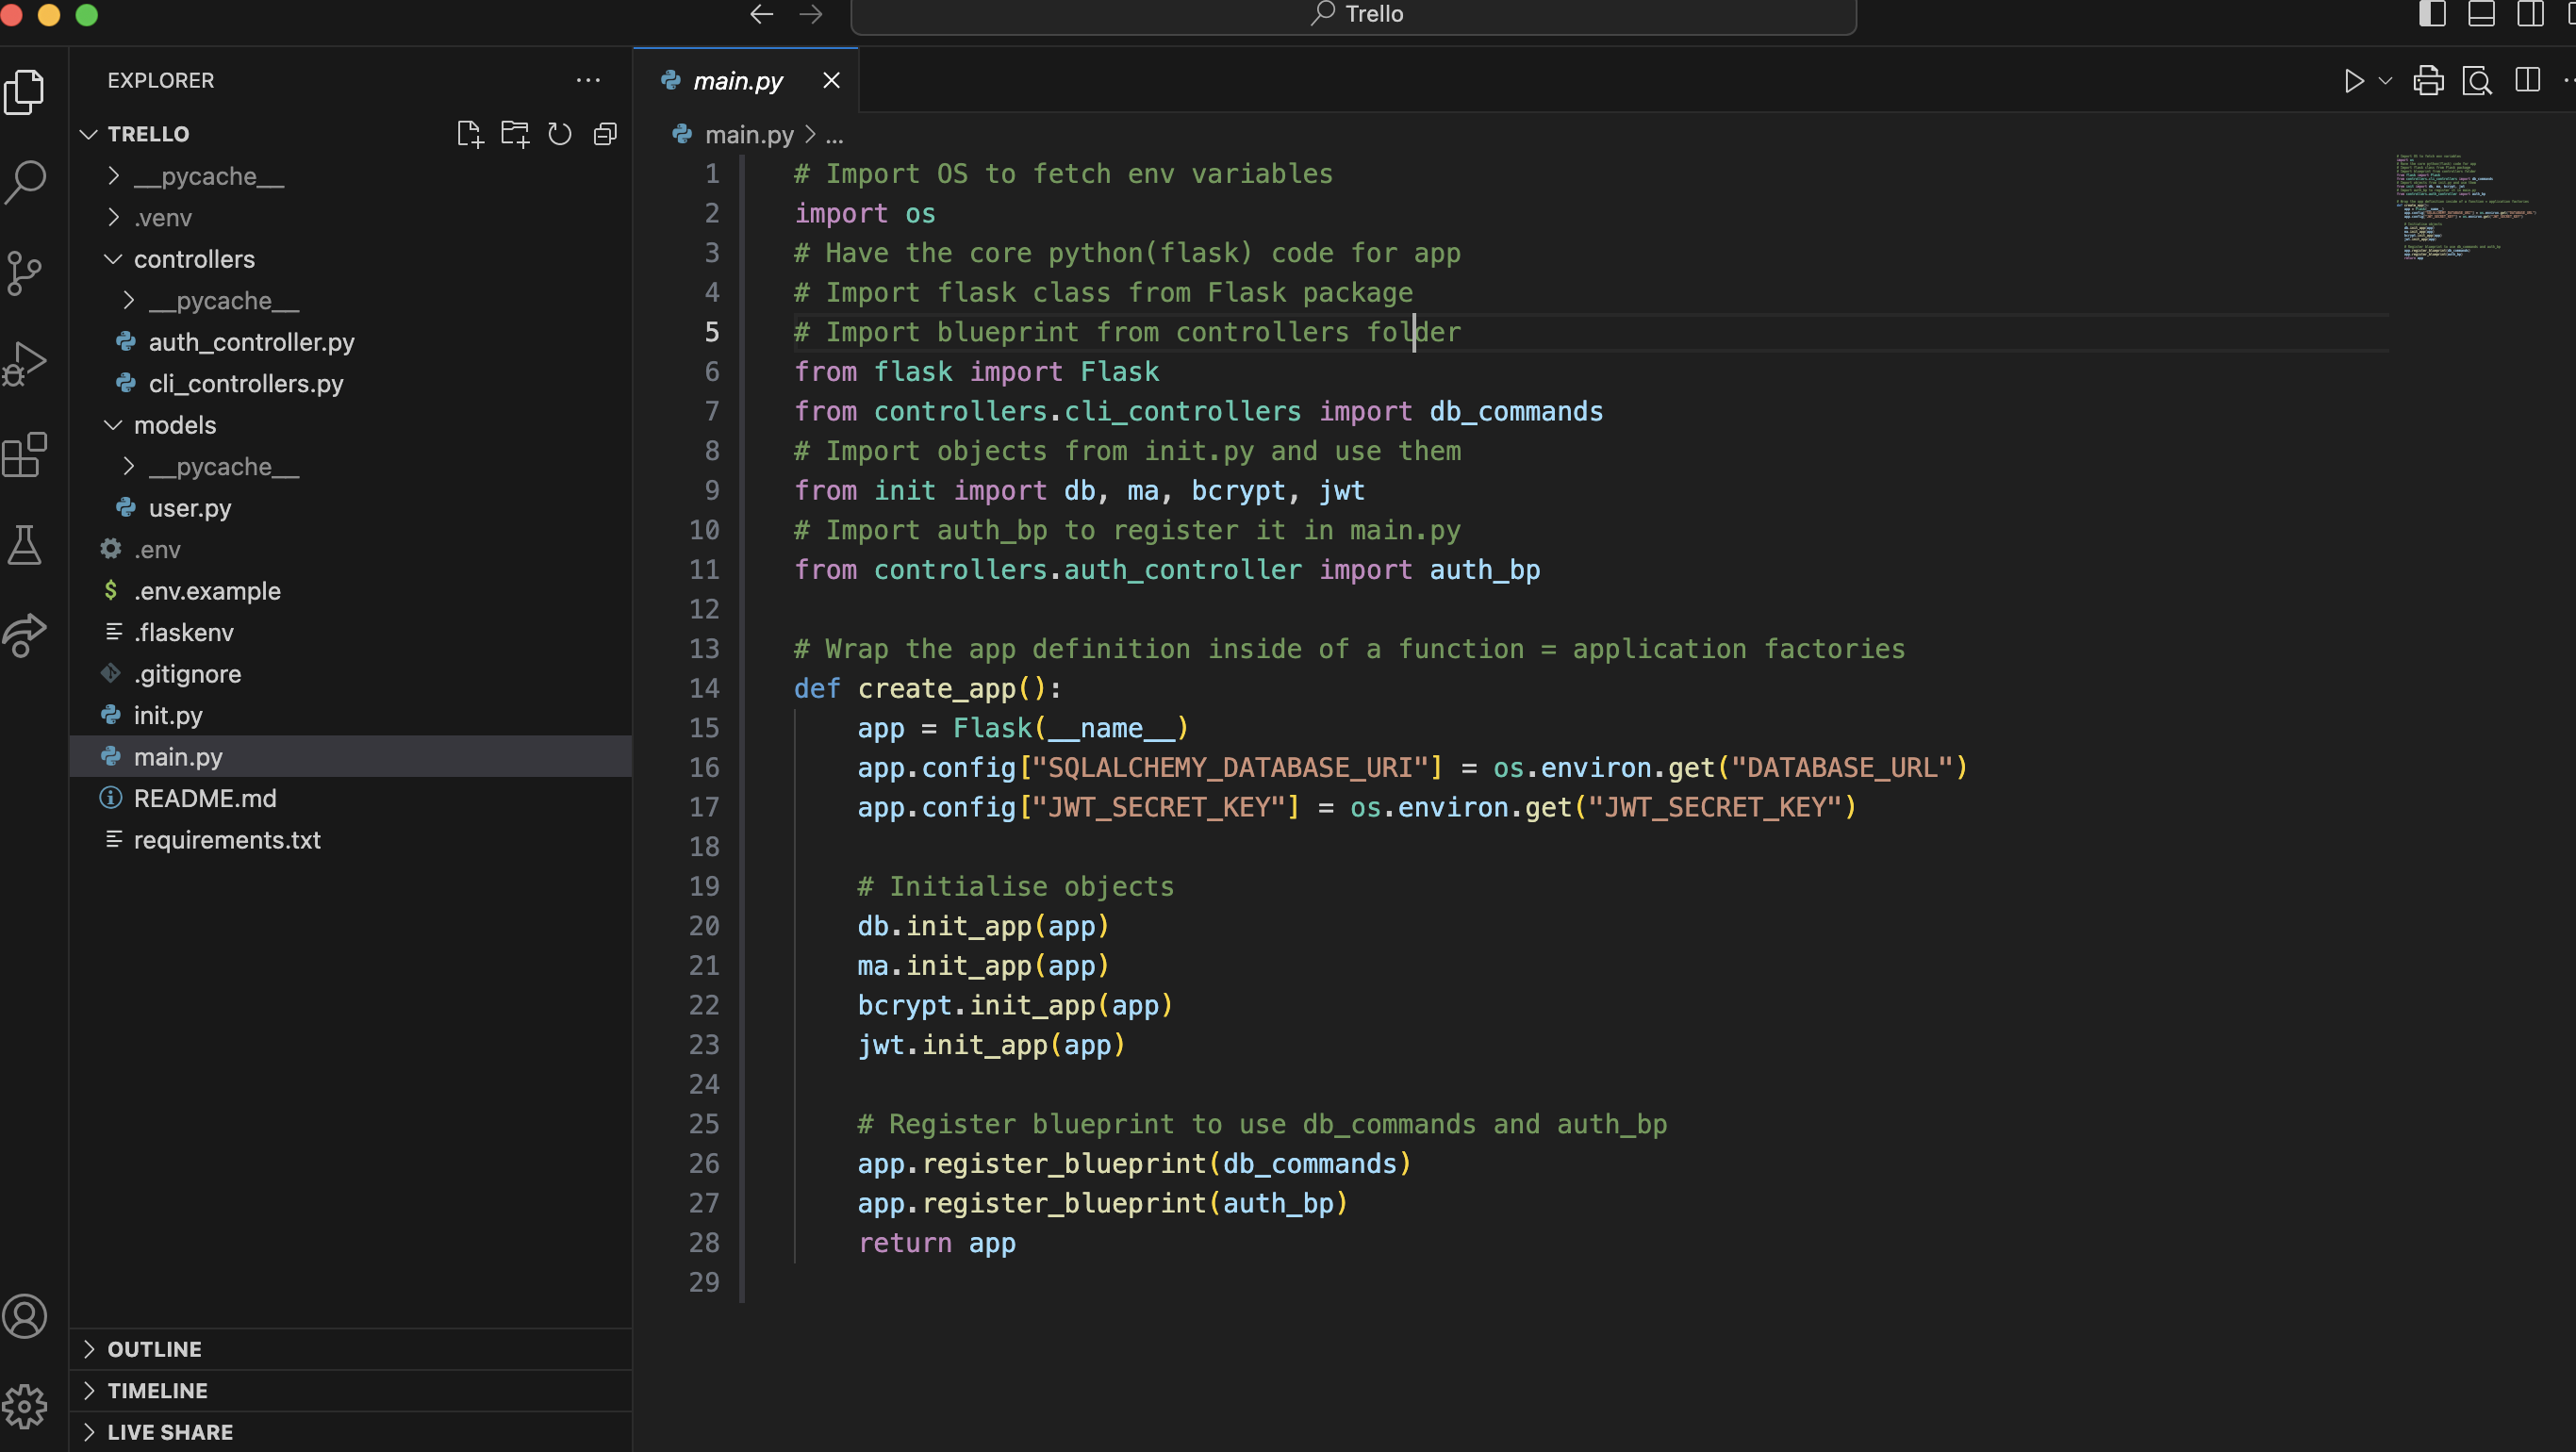 Trello
EXPLORER
TRELLO
__pycache__
.venv
controllers
__pycache__
auth_controller.py
cli_controllers.py
models
__pycache__
user.py
.env
$ .env.example
.flaskenv
.gitignore
init.py
main.py
README.md
requirements.txt
OUTLINE
TIMELINE
LIVE SHARE
main.py
main.py > ...
1 # Import OS to fetch env variables
2 import os
3 # Have the core python(flask) code for app
4 # Import flask class from Flask package
5 # Import blueprint from controllers folder
6 from flask import Flask
7 from controllers.cli_controllers import db_commands
8 # Import objects from init.py and use them
9 from init import db, ma, bcrypt, jwt
10 # Import auth_bp to register it in main.py
11 from controllers.auth_controller import auth_bp
12
13 # Wrap the app definition inside of a function = application factories
14 def create_app():
15 app = Flask(__name__)
16 app.config["SQLALCHEMY_DATABASE_URI"] = os.environ.get("DATABASE_URL")
17 app.config["JWT_SECRET_KEY"] = os.environ.get("JWT_SECRET_KEY")
18
19 # Initialise objects
20 db.init_app(app)
21 ma.init_app(app)
22 bcrypt.init_app(app)
23 jwt.init_app(app)
24
25 # Register blueprint to use db_commands and auth_bp
26 app.register_blueprint(db_commands)
27 app.register_blueprint(auth_bp)
28 return app
29